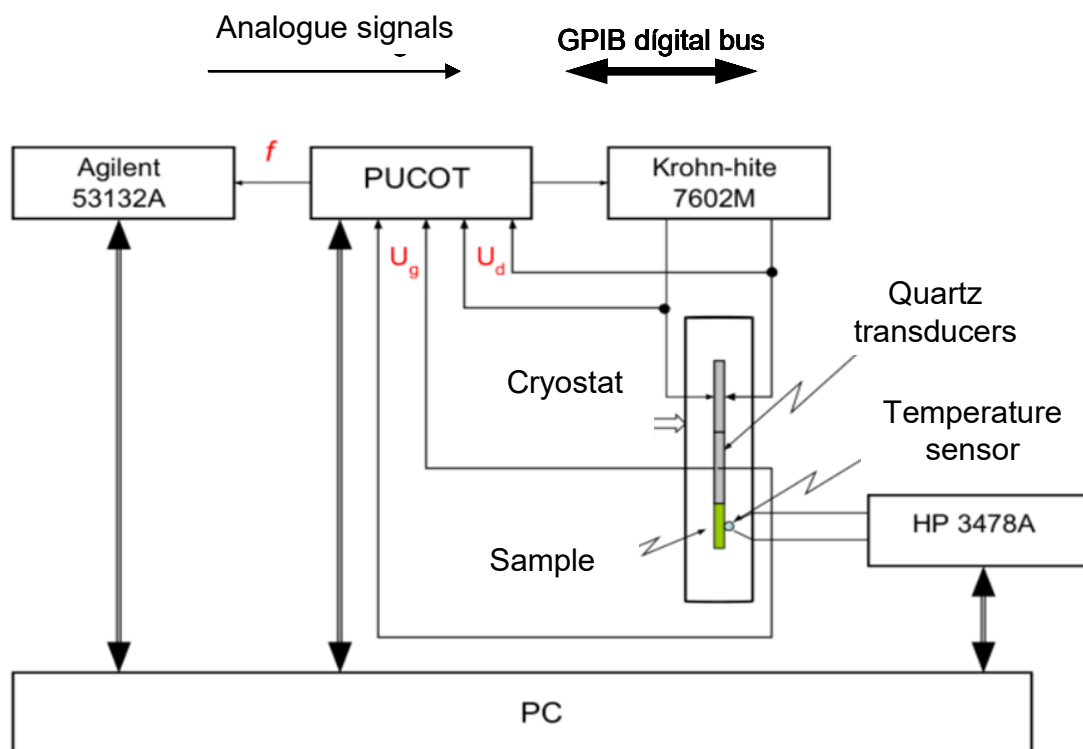 Analogue signals
GPIB dígital bus
Agilent
53132A
f
PUCOT
Krohn-hite
7602M
Ug
Ud
Quartz
transducers
Cryostat
Temperature
sensor
HP 3478A
Sample
PC